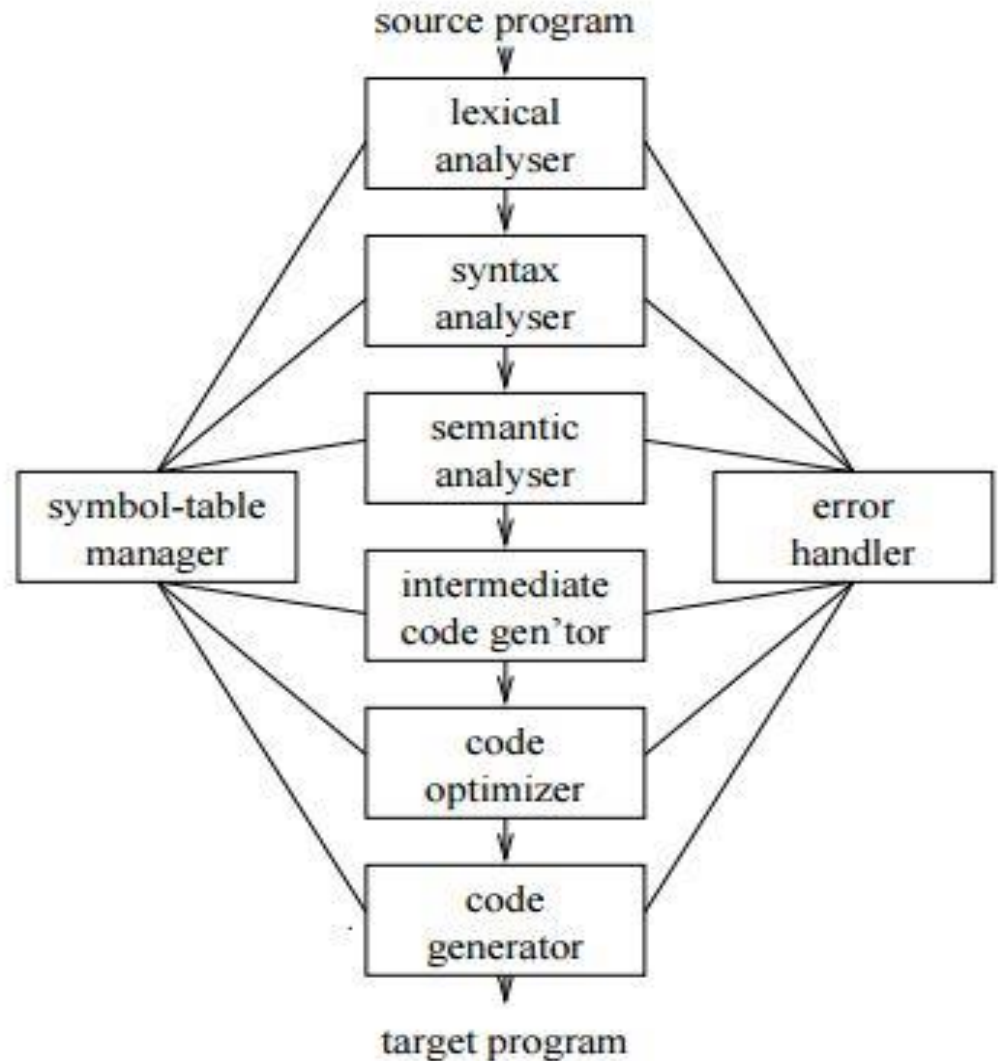 source program
lexical
analyser
syntax
analyser
semantic
analyser
symbol-table
manager
error
handler
intermediate
code gen'tor
code
optimizer
code
generator
target program